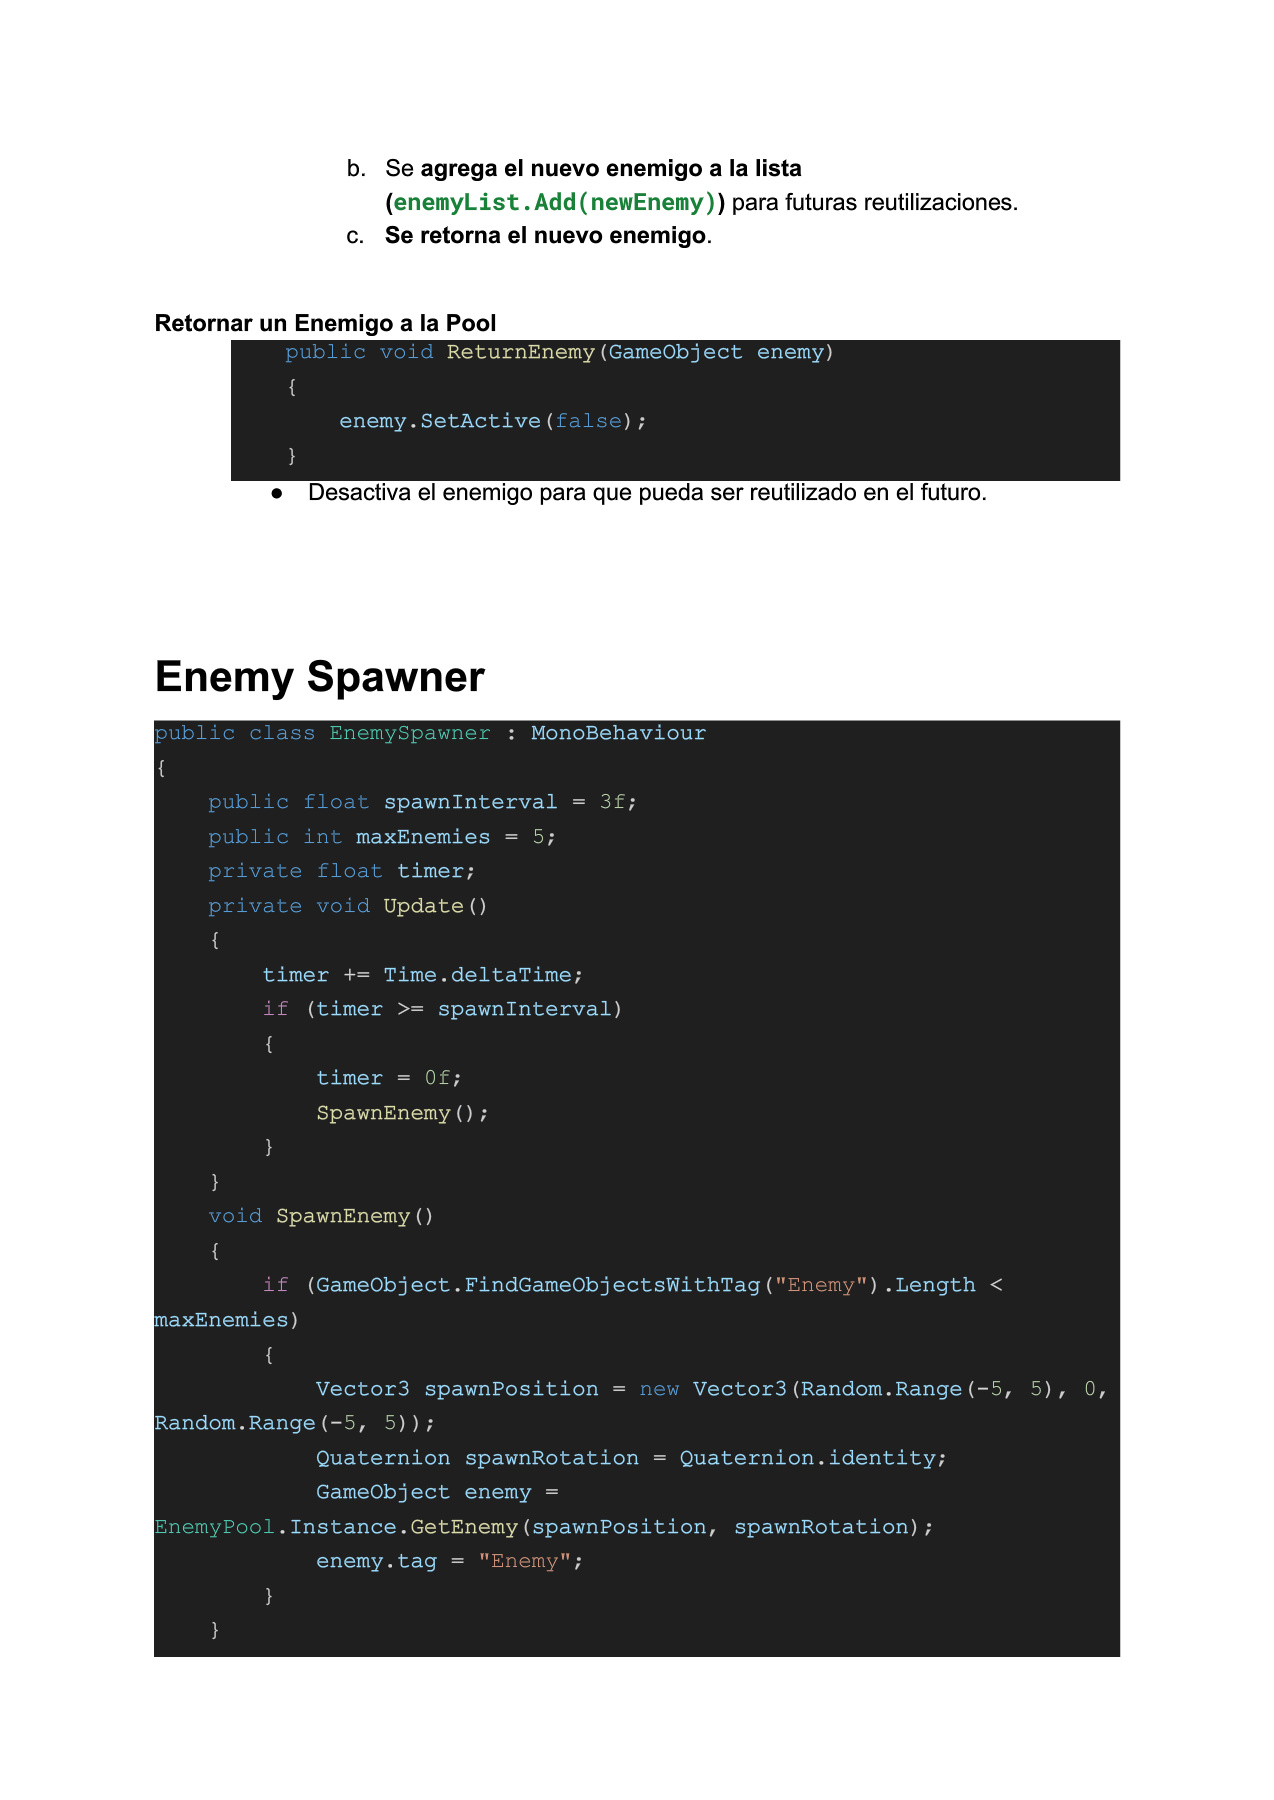 b. Se agrega el nuevo enemigo a la lista
(enemyList.Add(newEnemy)) para futuras reutilizaciones.
c. Se retorna el nuevo enemigo.
Retornar un Enemigo a la Pool
public void ReturnEnemy(GameObject enemy)
{
enemy.SetActive(false);
}
● Desactiva el enemigo para que pueda ser reutilizado en el futuro.
Enemy Spawner
public class EnemySpawner : MonoBehaviour
{
public float spawnInterval = 3f;
public int maxEnemies = 5;
private float timer;
private void Update()
{
timer += Time.deltaTime;
if (timer >= spawnInterval)
{
timer = 0f;
SpawnEnemy();
}
}
void SpawnEnemy()
{
if (GameObject.FindGameObjectsWithTag("Enemy").Length <
maxEnemies)
{
Vector3 spawnPosition = new Vector3(Random.Range(-5, 5), 0,
Random.Range(-5, 5));
Quaternion spawnRotation = Quaternion.identity;
GameObject enemy =
EnemyPool.Instance.GetEnemy(spawnPosition, spawnRotation);
enemy.tag = "Enemy";
}
}